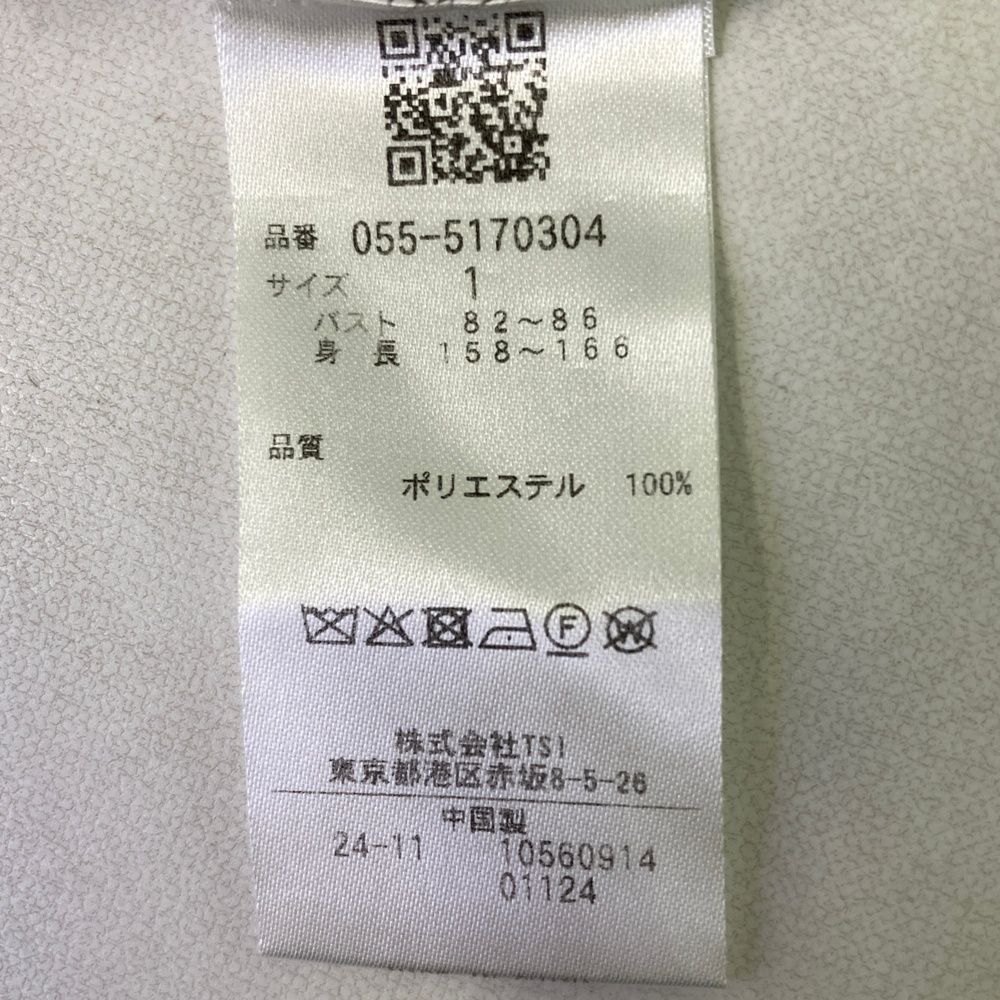 品番 055-5170304
サイズ 1
バスト 82～86
身長 158～166
品質
ポリエステル 100%
F
W
株式会社TSI
東京都港区赤坂8-5-26
中国製
24-11 10560914
01124